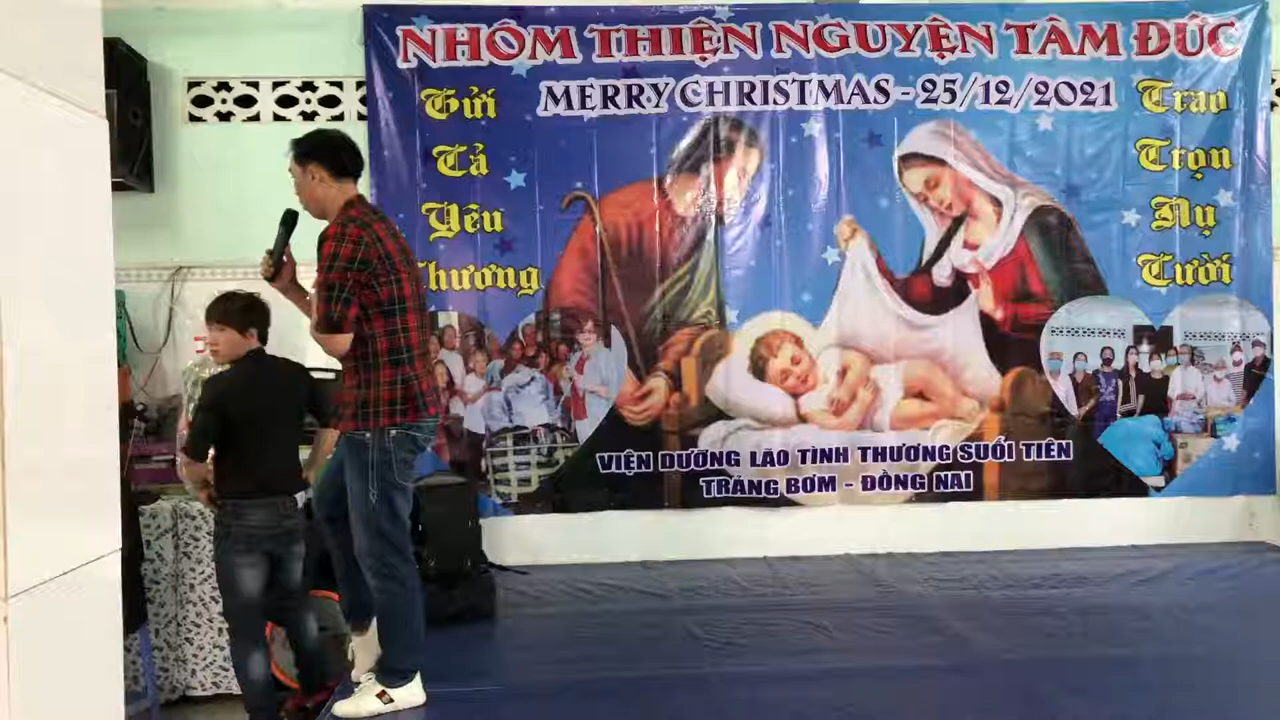 NHÓM THIỆN NGUYỆN TÂM ĐỨC
MERRY CHRISTMAS - 25/12/2021
Gửi
Tả
Yêu
Thương
Trao
Trọn
Nụ
Cười
VIỆN DƯỠNG LÃO TÌNH THƯƠNG SUỐI TIÊN
TRẢNG BOM - ĐỒNG NAI